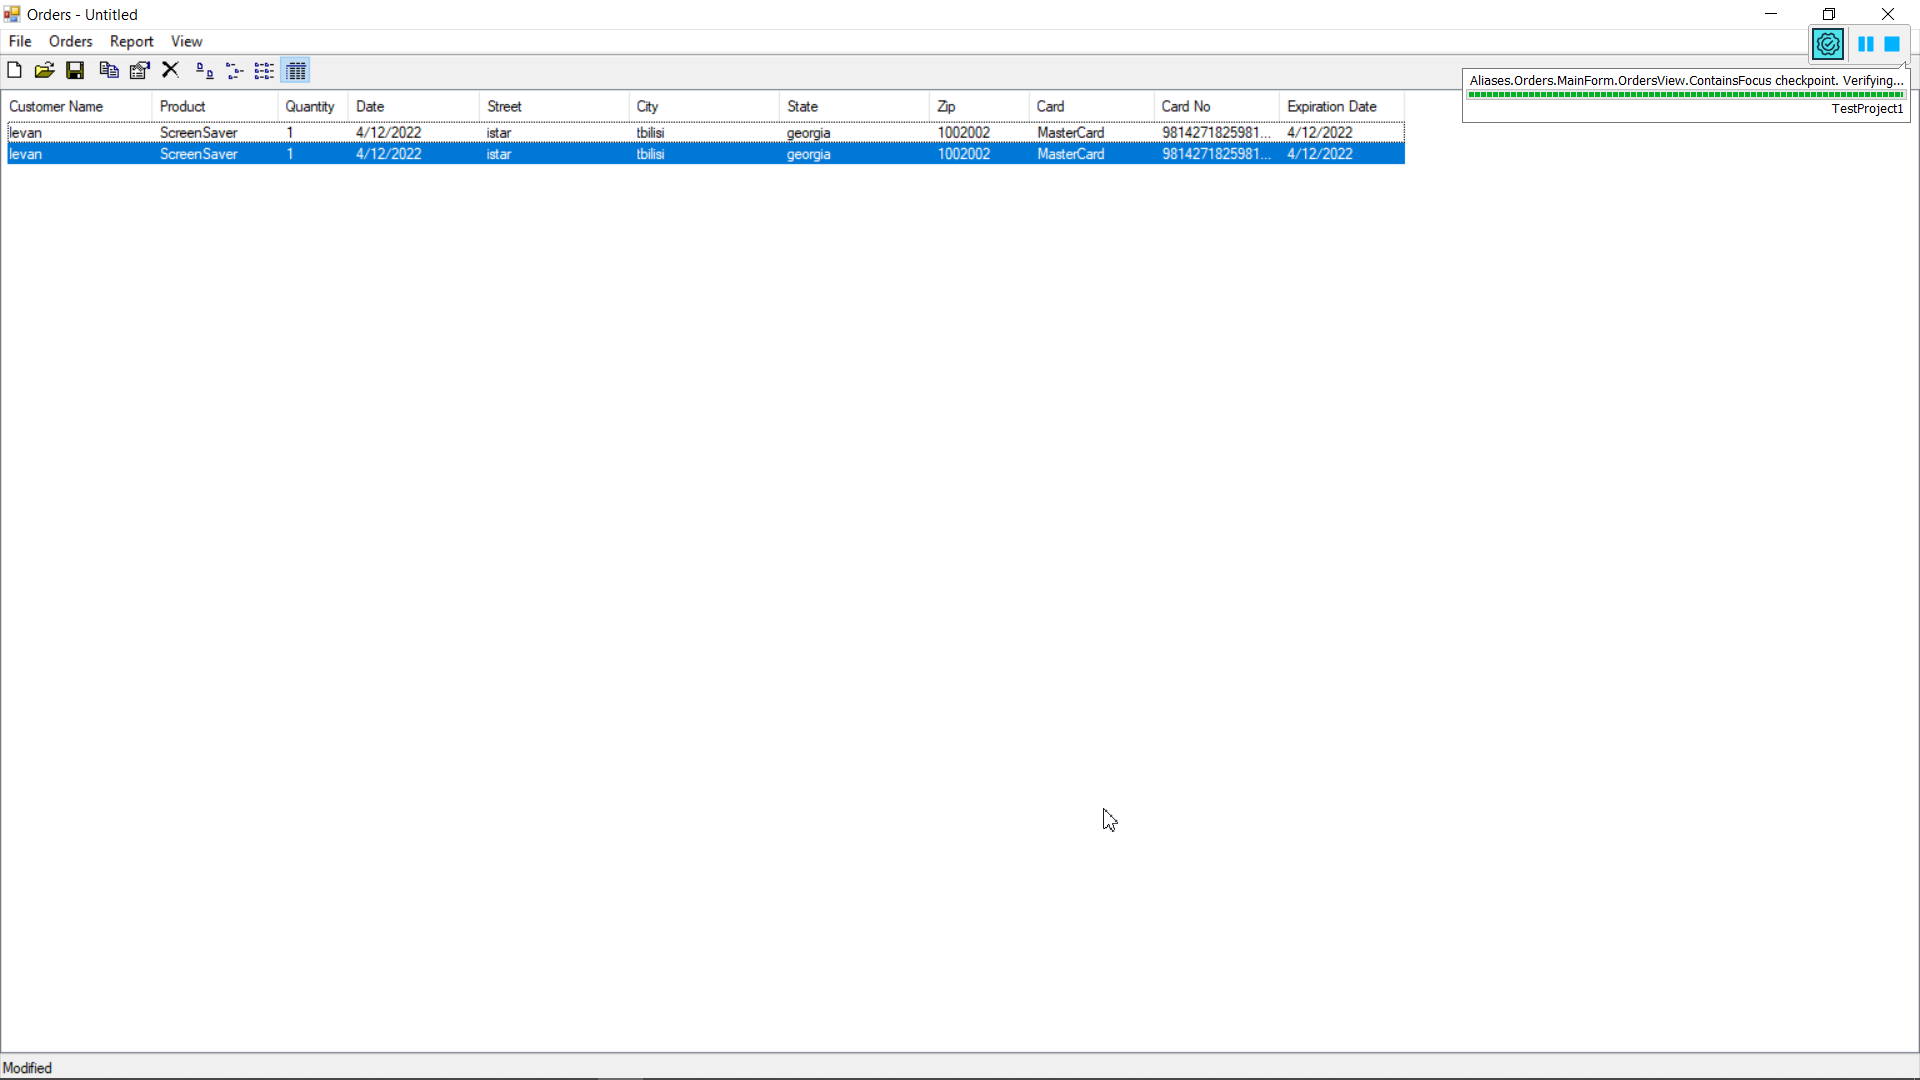 Orders - Untitled
File Orders Report View
Aliases.Orders.MainForm.OrdersView.ContainsFocus checkpoint. Verifying...
TestProject1
Customer Name Product Quantity Date Street City State Zip Card Card No Expiration Date
levan ScreenSaver 1 4/12/2022 istar tbilisi georgia 1002002 MasterCard 9814271825981... 4/12/2022
levan ScreenSaver 1 4/12/2022 istar tbilisi georgia 1002002 MasterCard 9814271825981... 4/12/2022
Modified